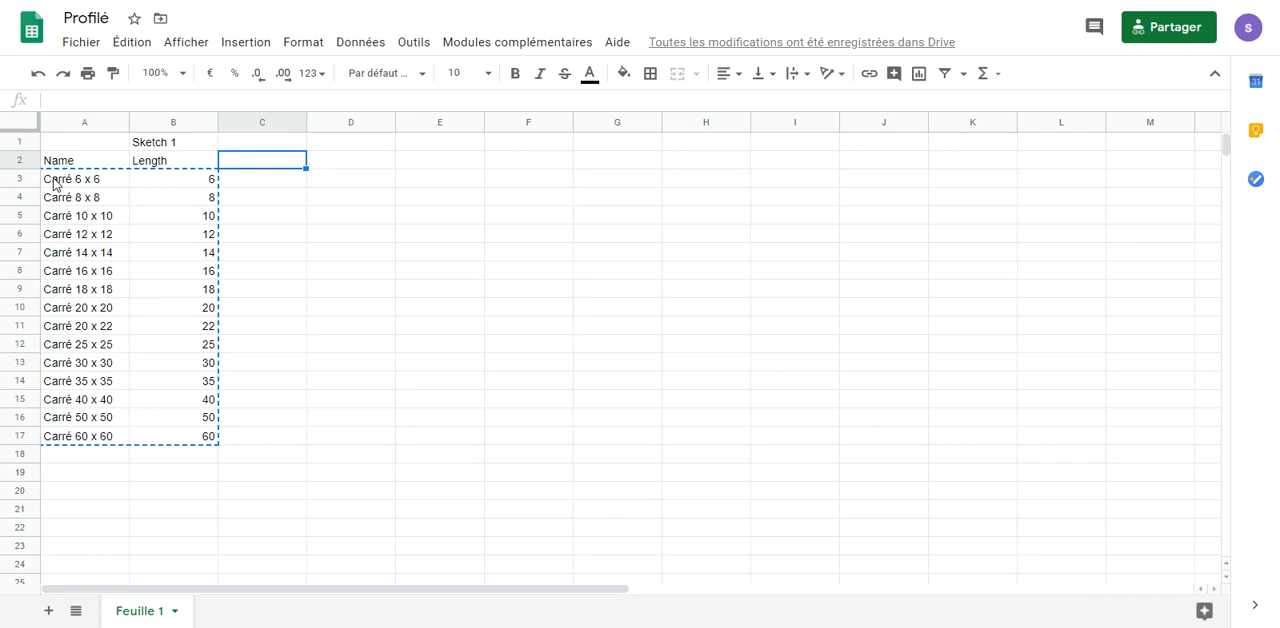 Profilé
Partager
S
Fichier Édition Afficher Insertion Format Données Outils Modules complémentaires Aide Toutes les modifications ont été enregistrées dans Drive
100% € % .0 .00 123 Par défaut ... 10 B I S A Σ
31
fx
A B C D E F G H I J K L M
1 Sketch 1
2 Name Length
3 Carré 6 x 6 6
4 Carré 8 x 8 8
5 Carré 10 x 10 10
6 Carré 12 x 12 12
7 Carré 14 x 14 14
8 Carré 16 x 16 16
9 Carré 18 x 18 18
10 Carré 20 x 20 20
11 Carré 20 x 22 22
12 Carré 25 x 25 25
13 Carré 30 x 30 30
14 Carré 35 x 35 35
15 Carré 40 x 40 40
16 Carré 50 x 50 50
17 Carré 60 x 60 60
18
19
20
21
22
23
24
25
Feuille 1